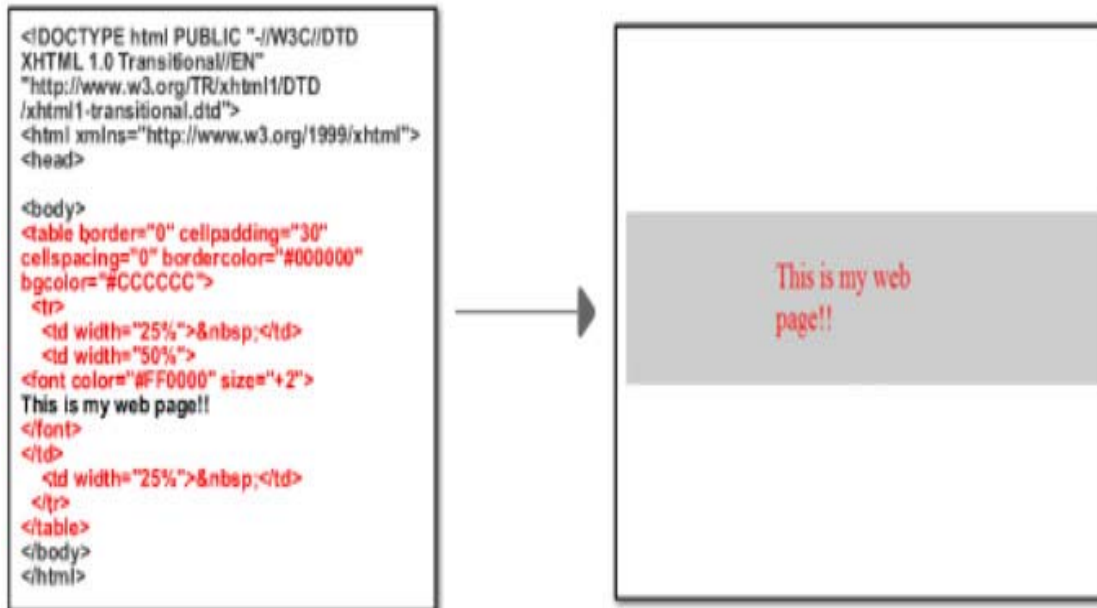 <!DOCTYPE html PUBLIC "-//W3C//DTD
XHTML 1.0 Transitional//EN"
"http://www.w3.org/TR/xhtml1/DTD
/xhtml1-transitional.dtd">
<html xmlns="http://www.w3.org/1999/xhtml">
<head>
<body>
<table border="0" cellpadding="30"
cellspacing="0" bordercolor="#000000"
bgcolor="#CCCCCC">
<tr>
<td width="25%">&nbsp;</td>
<td width="50%">
<font color="#FF0000" size="+2">
This is my web page!!
</font>
</td>
<td width="25%">&nbsp;</td>
</tr>
</table>
</body>
</html>
This is my web
page!!